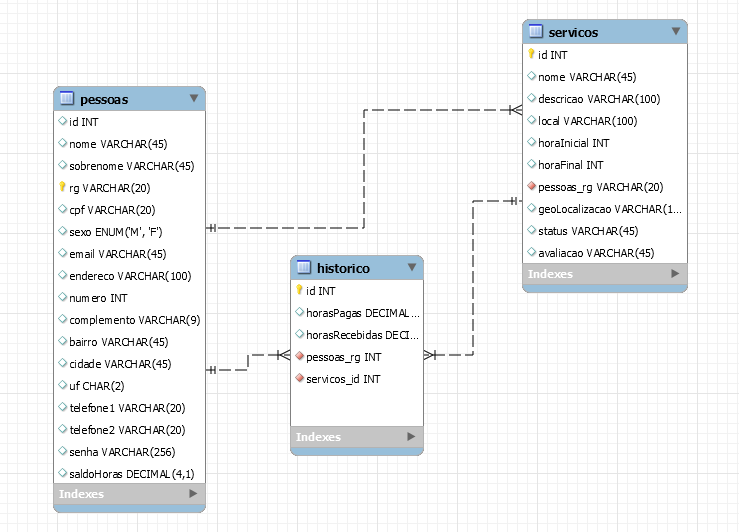 pessoas
id INT
nome VARCHAR(45)
sobrenome VARCHAR(45)
rg VARCHAR(20)
cpf VARCHAR(20)
sexo ENUM('M', 'F')
email VARCHAR(45)
endereco VARCHAR(100)
numero INT
complemento VARCHAR(9)
bairro VARCHAR(45)
cidade VARCHAR(45)
uf CHAR(2)
telefone1 VARCHAR(20)
telefone2 VARCHAR(20)
senha VARCHAR(256)
saldoHoras DECIMAL(4,1)
Indexes
historico
id INT
horasPagas DECIMAL...
horasRecebidas DECI...
pessoas_rg INT
servicos_id INT
Indexes
servicos
id INT
nome VARCHAR(45)
descricao VARCHAR(100)
local VARCHAR(100)
horaInicial INT
horaFinal INT
pessoas_rg VARCHAR(20)
geoLocalizacao VARCHAR(1...
status VARCHAR(45)
avaliacao VARCHAR(45)
Indexes